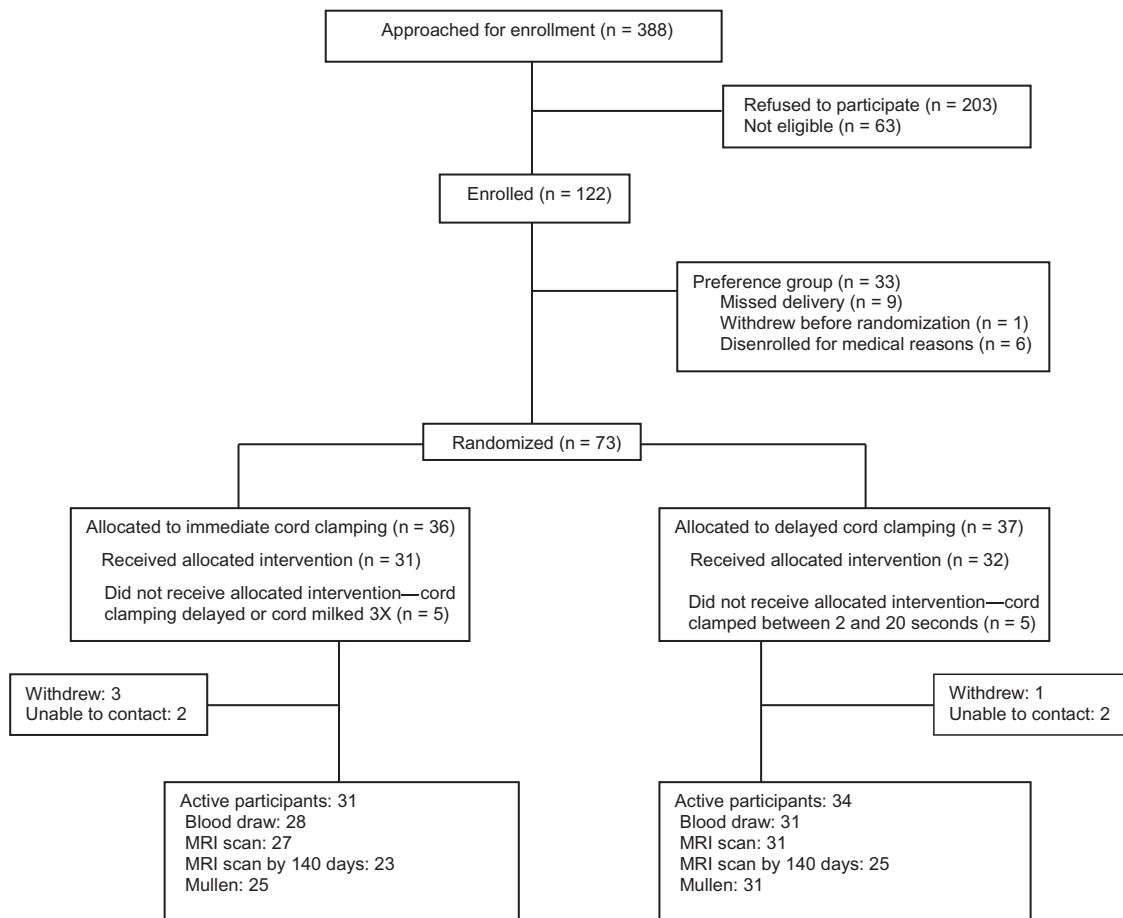 Approached for enrollment (n = 388)
Refused to participate (n = 203)
Not eligible (n = 63)
Enrolled (n = 122)
Preference group (n = 33)
Missed delivery (n = 9)
Withdrew before randomization (n = 1)
Disenrolled for medical reasons (n = 6)
Randomized (n = 73)
Allocated to immediate cord clamping (n = 36)
Received allocated intervention (n = 31)
Did not receive allocated intervention—cord
clamping delayed or cord milked 3X (n = 5)
Allocated to delayed cord clamping (n = 37)
Received allocated intervention (n = 32)
Did not receive allocated intervention—cord
clamped between 2 and 20 seconds (n = 5)
Withdrew: 3
Unable to contact: 2
Withdrew: 1
Unable to contact: 2
Active participants: 31
Blood draw: 28
MRI scan: 27
MRI scan by 140 days: 23
Mullen: 25
Active participants: 34
Blood draw: 31
MRI scan: 31
MRI scan by 140 days: 25
Mullen: 31